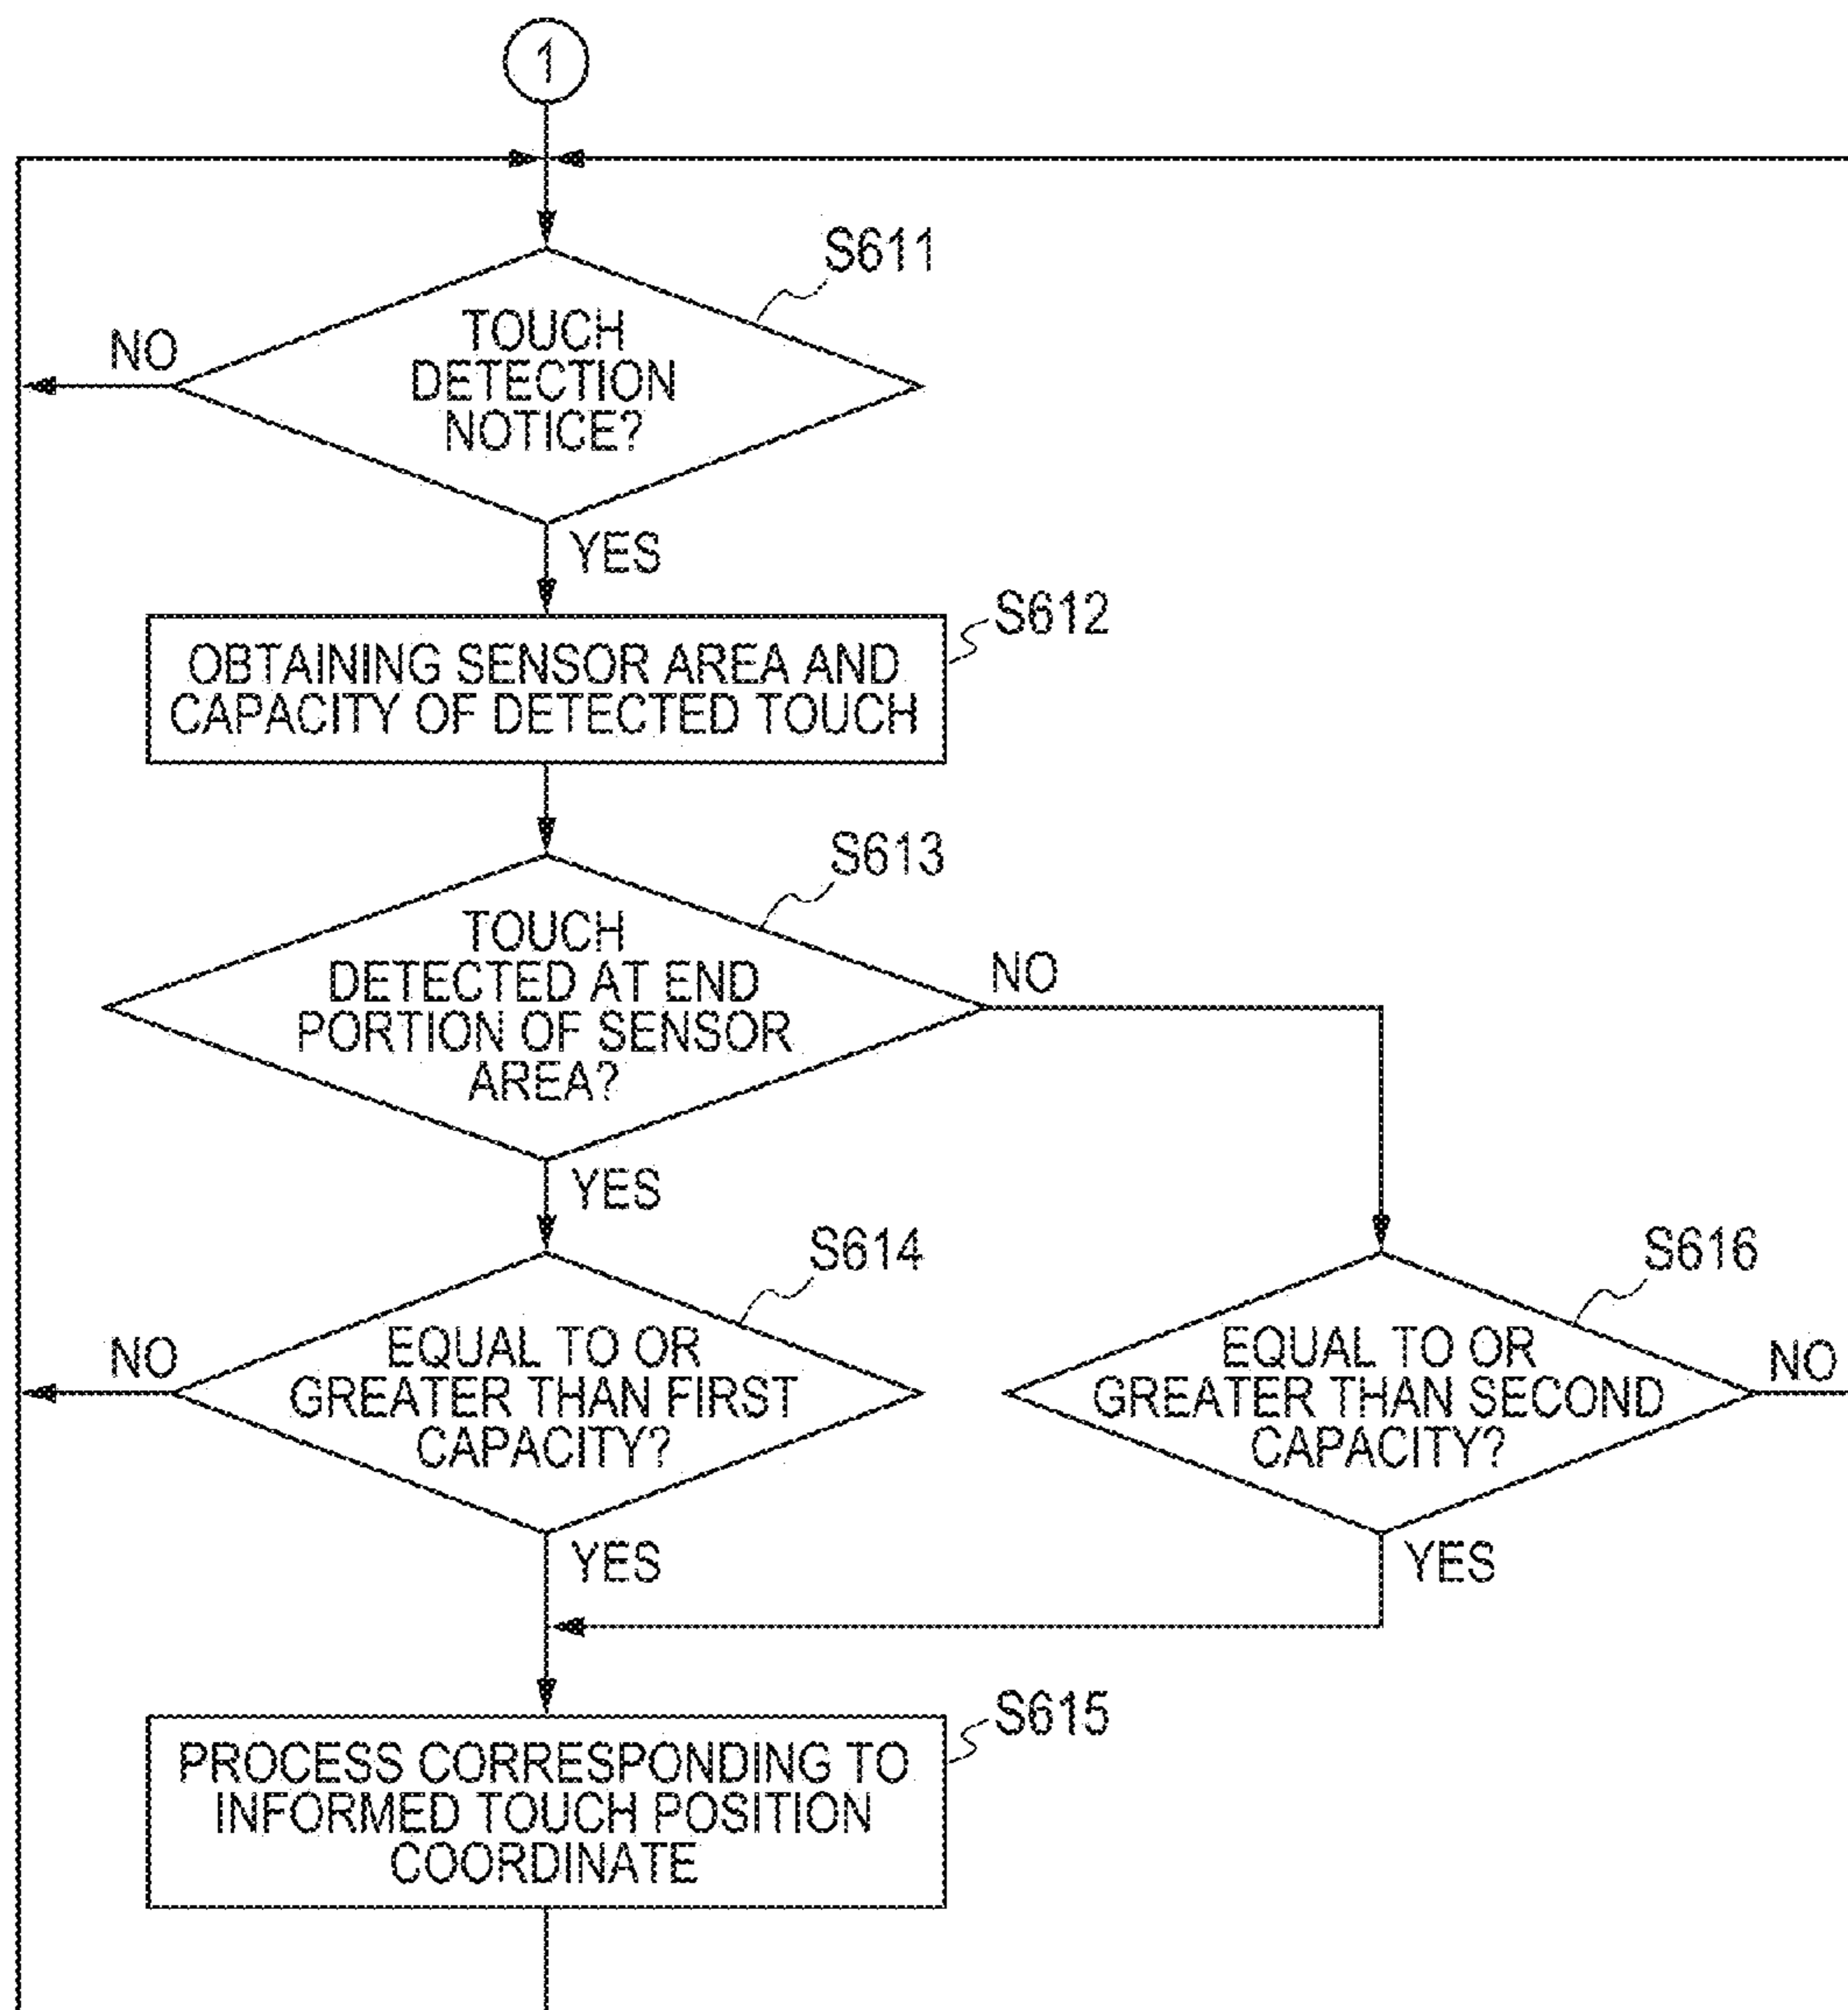 1
S611
TOUCH
DETECTION
NOTICE?
NO
YES
S612
OBTAINING SENSOR AREA AND
CAPACITY OF DETECTED TOUCH
S613
TOUCH
DETECTED AT END
PORTION OF SENSOR
AREA?
NO
YES
S614
EQUAL TO OR
GREATER THAN FIRST
CAPACITY?
NO
YES
S616
EQUAL TO OR
GREATER THAN SECOND
CAPACITY?
NO
YES
S615
PROCESS CORRESPONDING TO
INFORMED TOUCH POSITION
COORDINATE